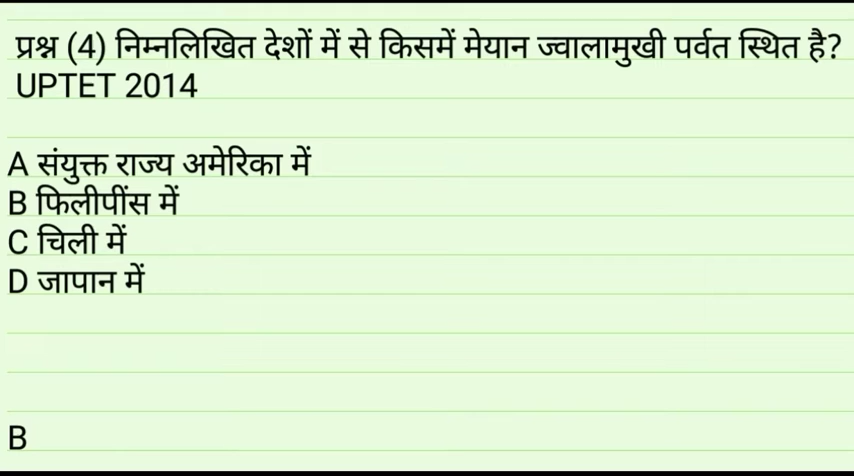 प्रश्न (4) निम्नलिखित देशों में से किसमें मेयान ज्वालामुखी पर्वत स्थित है?
UPTET 2014
A संयुक्त राज्य अमेरिका में
B फिलीपींस में
C चिली में
D जापान में
B